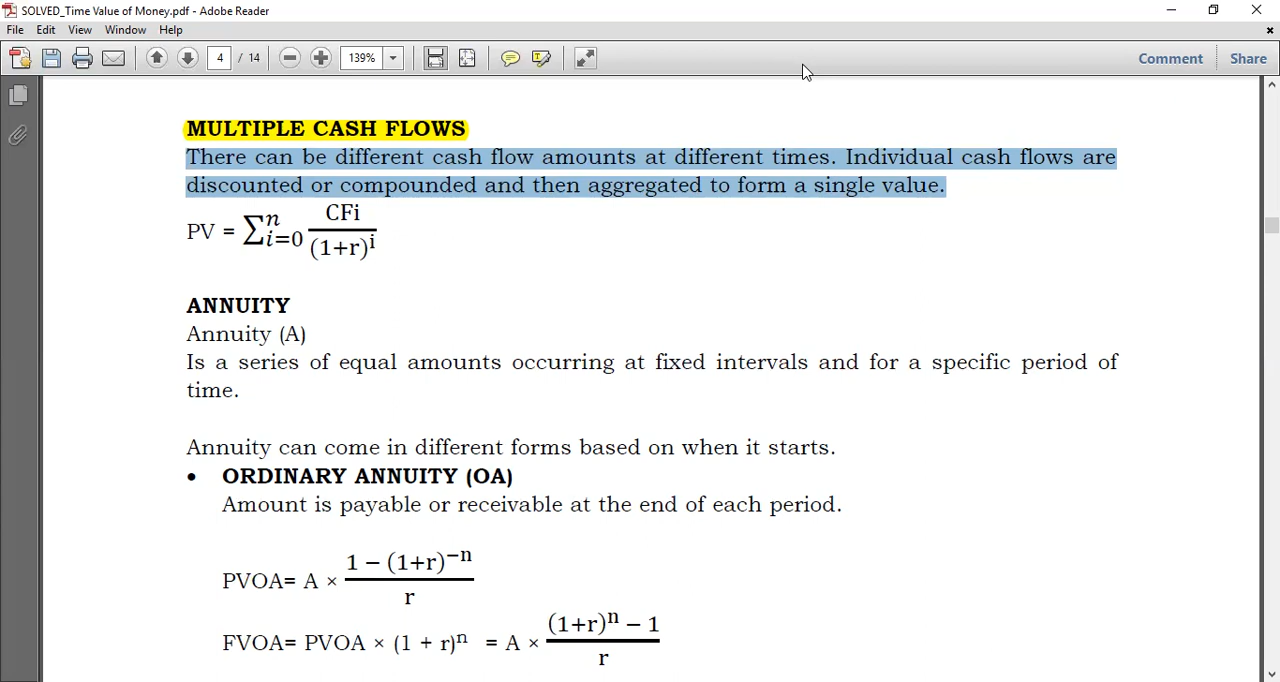 SOLVED_Time Value of Money.pdf - Adobe Reader
File Edit View Window Help
4 / 14 139% Comment Share
MULTIPLE CASH FLOWS
There can be different cash flow amounts at different times. Individual cash flows are
discounted or compounded and then aggregated to form a single value.
PV = ∑ⁿᵢ₌₀ CFi / (1+r)ⁱ
ANNUITY
Annuity (A)
Is a series of equal amounts occurring at fixed intervals and for a specific period of
time.
Annuity can come in different forms based on when it starts.
• ORDINARY ANNUITY (OA)
Amount is payable or receivable at the end of each period.
PVOA= A × 1 − (1+r)⁻ⁿ / r
FVOA= PVOA × (1 + r)ⁿ = A × (1+r)ⁿ − 1 / r